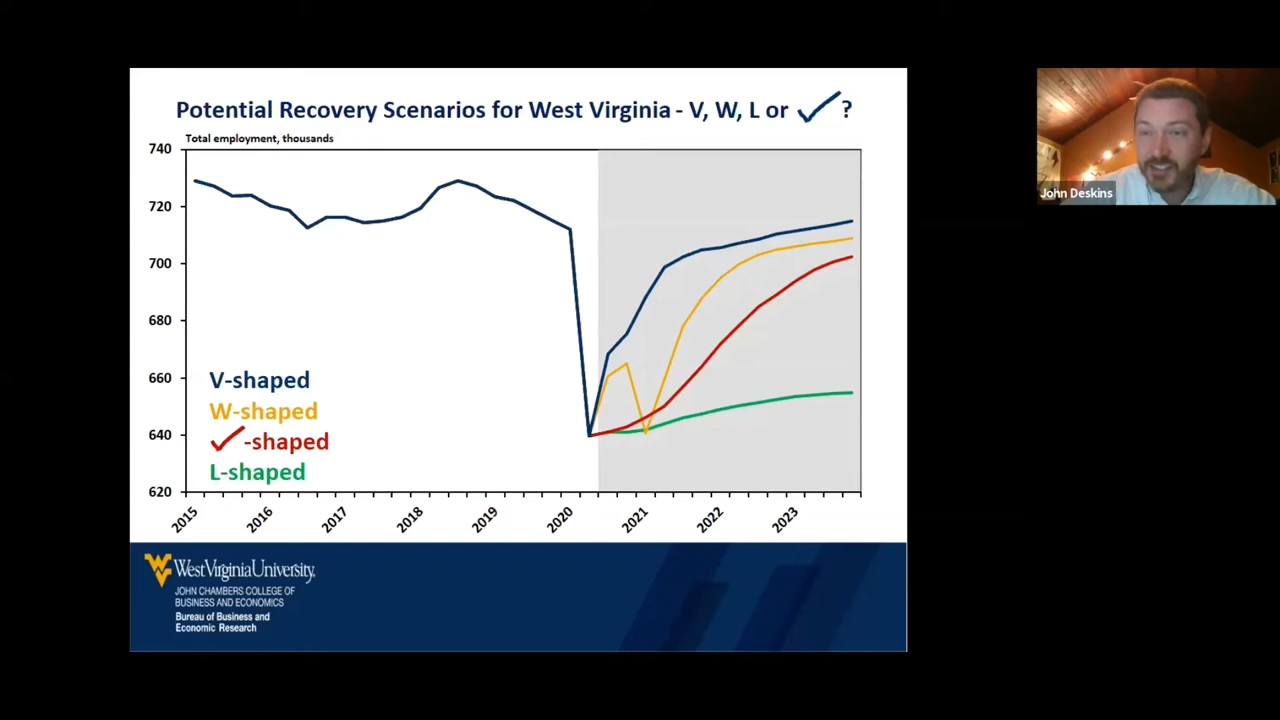 Potential Recovery Scenarios for West Virginia - V, W, L or ✓ ?
Total employment, thousands
740
720
700
680
660
640
620
V-shaped
W-shaped
✓-shaped
L-shaped
2015
2016
2017
2018
2019
2020
2021
2022
2023
WestVirginiaUniversity.
JOHN CHAMBERS COLLEGE OF
BUSINESS AND ECONOMICS
Bureau of Business and
Economic Research
John Deskins